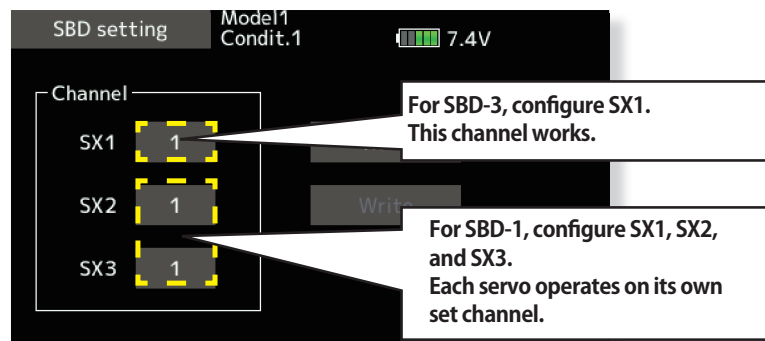 SBD setting
Model1
Condit.1
7.4V
Channel
SX1 1
For SBD-3, configure SX1.
This channel works.
SX2 1
Write
For SBD-1, configure SX1, SX2,
and SX3.
Each servo operates on its own
set channel.
SX3 1